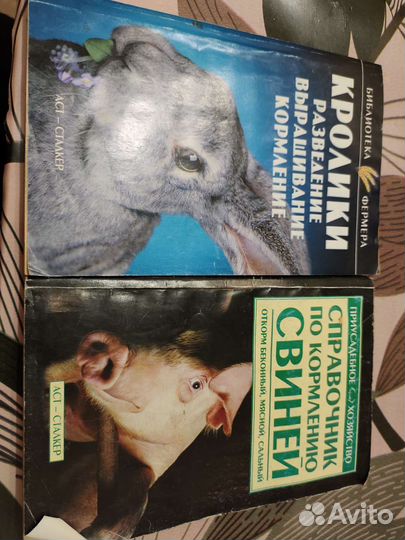 БИБЛИОТЕКА ФЕРМЕРА
КРОЛИКИ
РАЗВЕДЕНИЕ
ВЫРАЩИВАНИЕ
КОРМЛЕНИЕ
АСТ – СТАЛКЕР
ПРИУСАДЕБНОЕ ХОЗЯЙСТВО
СПРАВОЧНИК
ПО КОРМЛЕНИЮ
СВИНЕЙ
ОТКОРМ БЕКОННЫЙ, МЯСНОЙ, САЛЬНЫЙ
АСТ – СТАЛКЕР
Avito